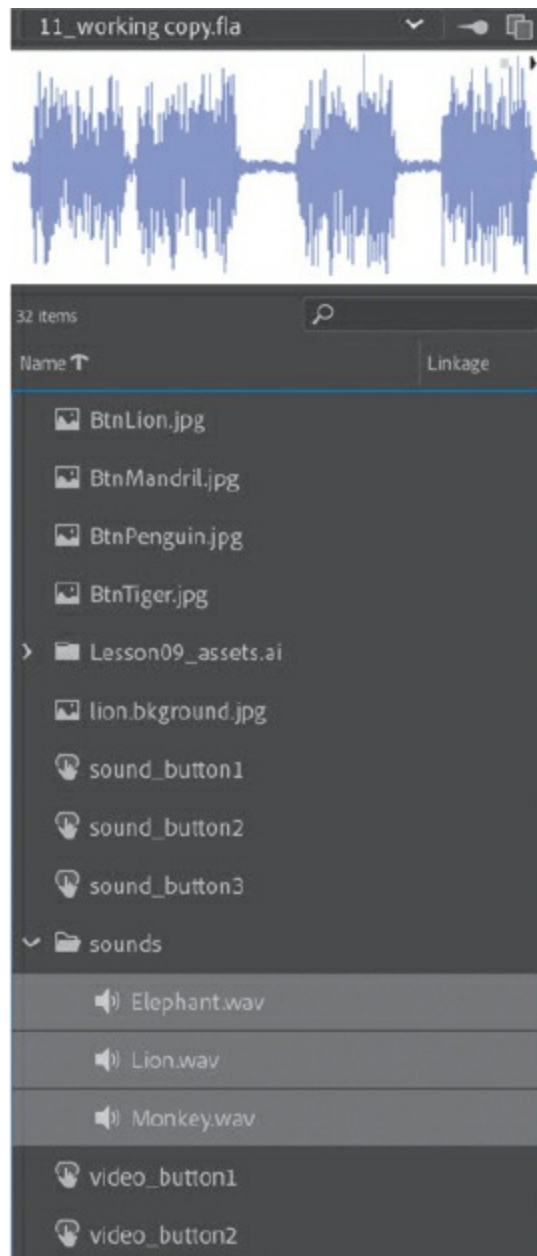 11_working copy.fla
32 items
Name
Linkage
BtnLion.jpg
BtnMandril.jpg
BtnPenguin.jpg
BtnTiger.jpg
Lesson09_assets.ai
lion.bkground.jpg
sound_button1
sound_button2
sound_button3
sounds
Elephant.wav
Lion.wav
Monkey.wav
video_button1
video_button2